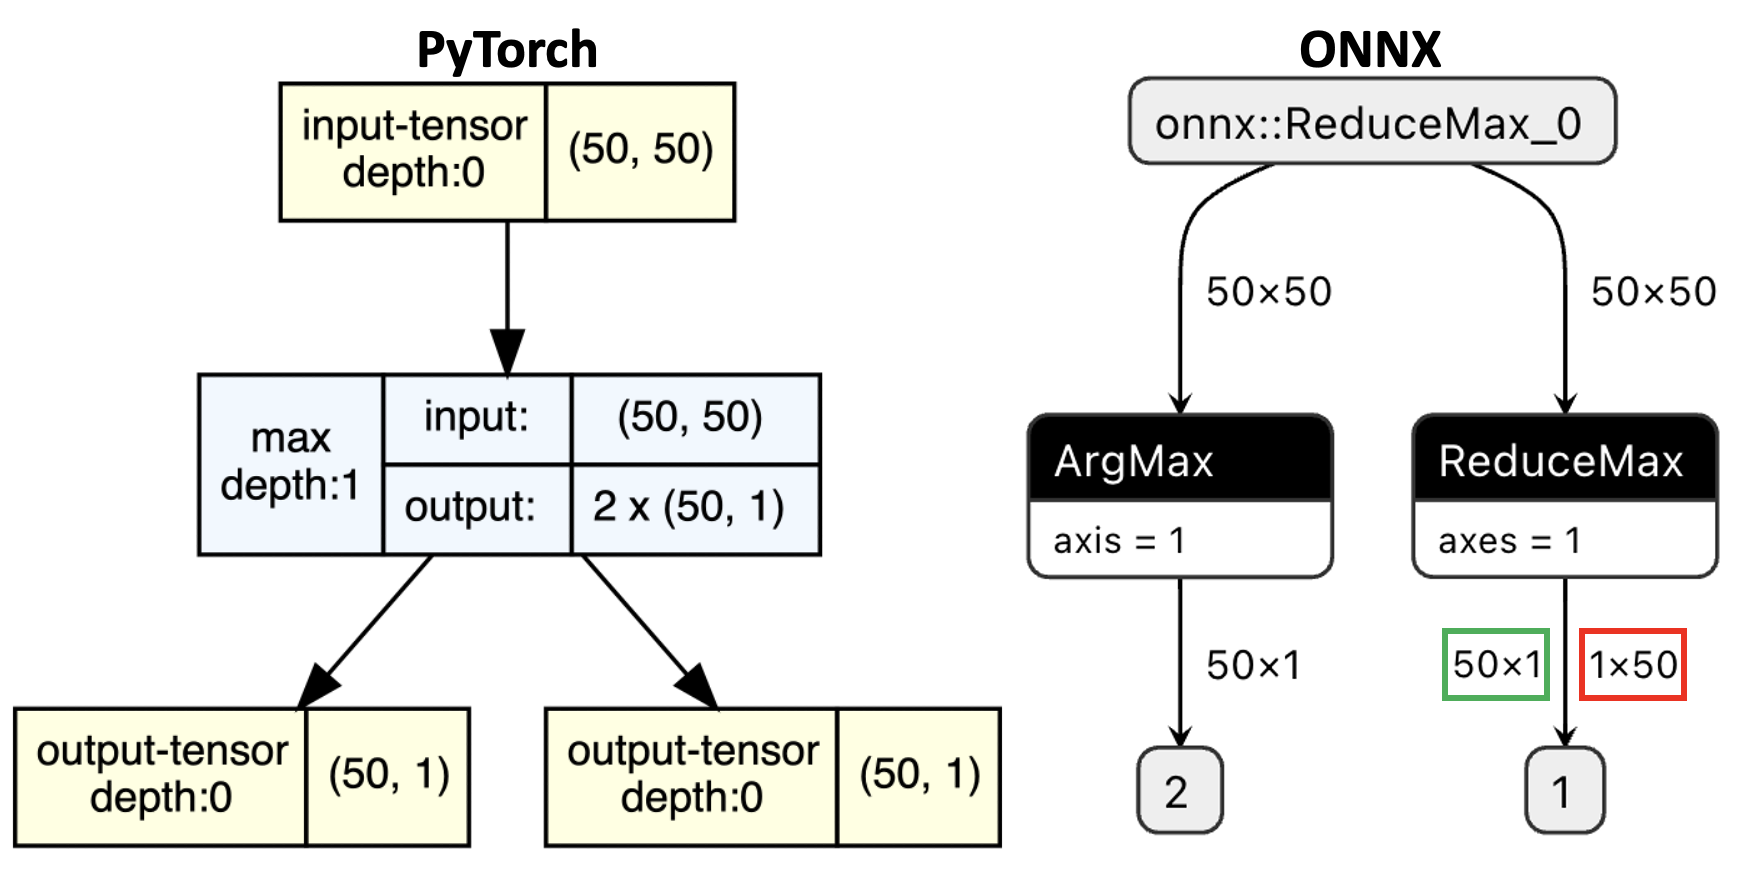 PyTorch
input-tensor
depth:0
(50, 50)
max
depth:1
input:
(50, 50)
output:
2 x (50, 1)
output-tensor
depth:0
(50, 1)
output-tensor
depth:0
(50, 1)
ONNX
onnx::ReduceMax_0
50×50
50×50
ArgMax
axis = 1
ReduceMax
axes = 1
50×1
50×1
1×50
2
1